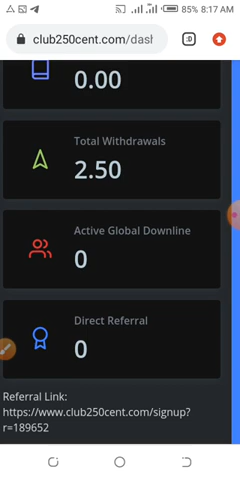 85% 8:17 AM
club250cent.com/dash
:D
0.00
Total Withdrawals
2.50
Active Global Downline
0
Direct Referral
0
Referral Link:
https://www.club250cent.com/signup?
r=189652